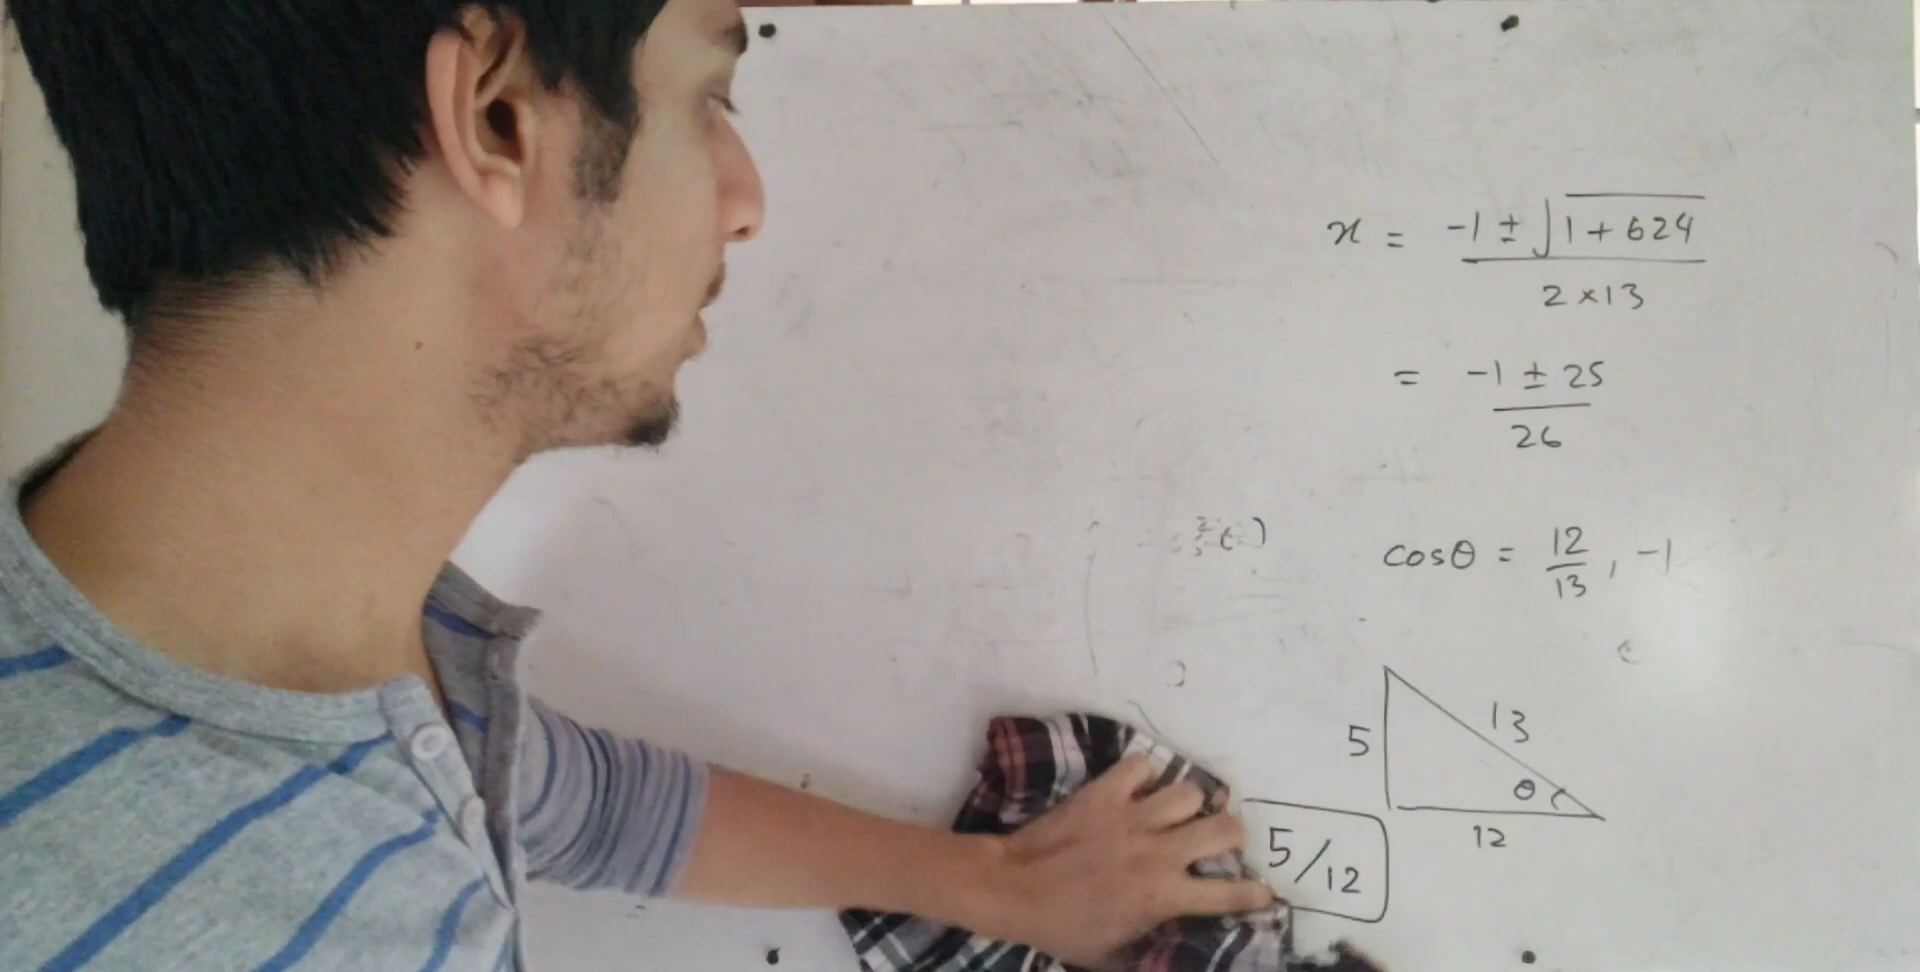 x = -1 ± √1 + 624
2 × 13
= -1 ± 25
26
cosθ = 12/13, -1
5
13
θ
12
5/12